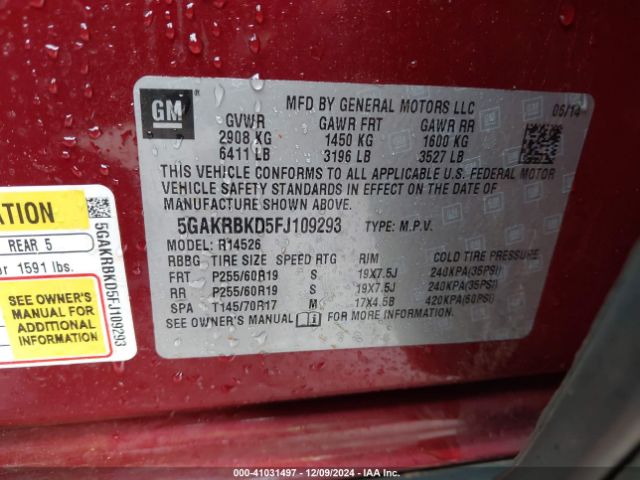 GM
MFD BY GENERAL MOTORS LLC 06/14
GVWR GAWR FRT GAWR RR
2908 KG 1450 KG 1600 KG
6411 LB 3196 LB 3527 LB
THIS VEHICLE CONFORMS TO ALL APPLICABLE U.S. FEDERAL MOTOR
VEHICLE SAFETY STANDARDS IN EFFECT ON THE DATE OF
MANUFACTURE SHOWN ABOVE.
5GAKRBKD5FJ109293 TYPE: M.P.V.
MODEL: R14526
RBBG TIRE SIZE SPEED RTG RIM COLD TIRE PRESSURE
FRT P255/60R19 S 19X7.5J 240KPA(35PSI)
RR P255/60R19 S 19X7.5J 240KPA(35PSI)
SPA T145/70R17 M 17X4.5B 420KPA(60PSI)
SEE OWNER'S MANUAL FOR MORE INFORMATION.
ATION
REAR 5
or 1591 lbs.
SEE OWNER'S
MANUAL FOR
ADDITIONAL
INFORMATION
5GAKRBKD5FJ109293
000-41031497 - 12/09/2024 - IAA Inc.